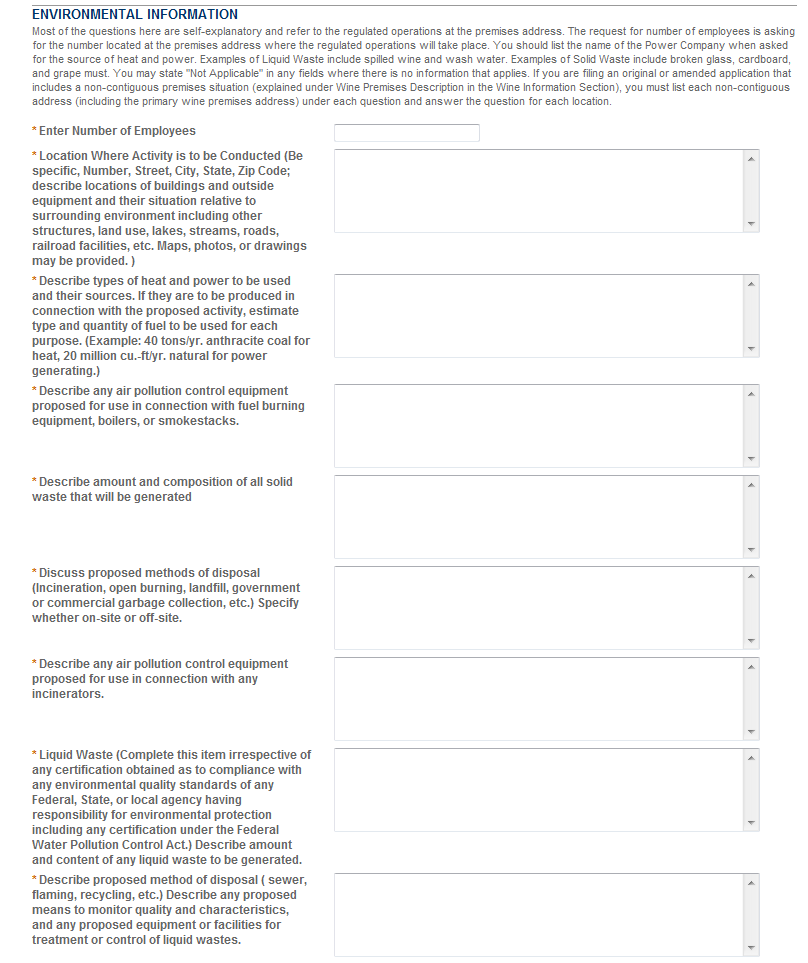 ENVIRONMENTAL INFORMATION
Most of the questions here are self-explanatory and refer to the regulated operations at the premises address. The request for number of employees is asking
for the number located at the premises address where the regulated operations will take place. You should list the name of the Power Company when asked
for the source of heat and power. Examples of Liquid Waste include spilled wine and wash water. Examples of Solid Waste include broken glass, cardboard,
and grape must. You may state "Not Applicable" in any fields where there is no information that applies. If you are filing an original or amended application that
includes a non-contiguous premises situation (explained under Wine Premises Description in the Wine Information Section), you must list each non-contiguous
address (including the primary wine premises address) under each question and answer the question for each location.
* Enter Number of Employees
* Location Where Activity is to be Conducted (Be
specific, Number, Street, City, State, Zip Code;
describe locations of buildings and outside
equipment and their situation relative to
surrounding environment including other
structures, land use, lakes, streams, roads,
railroad facilities, etc. Maps, photos, or drawings
may be provided. )
* Describe types of heat and power to be used
and their sources. If they are to be produced in
connection with the proposed activity, estimate
type and quantity of fuel to be used for each
purpose. (Example: 40 tons/yr. anthracite coal for
heat, 20 million cu.-ft/yr. natural for power
generating.)
* Describe any air pollution control equipment
proposed for use in connection with fuel burning
equipment, boilers, or smokestacks.
* Describe amount and composition of all solid
waste that will be generated
* Discuss proposed methods of disposal
(Incineration, open burning, landfill, government
or commercial garbage collection, etc.) Specify
whether on-site or off-site.
* Describe any air pollution control equipment
proposed for use in connection with any
incinerators.
* Liquid Waste (Complete this item irrespective of
any certification obtained as to compliance with
any environmental quality standards of any
Federal, State, or local agency having
responsibility for environmental protection
including any certification under the Federal
Water Pollution Control Act.) Describe amount
and content of any liquid waste to be generated.
* Describe proposed method of disposal ( sewer,
flaming, recycling, etc.) Describe any proposed
means to monitor quality and characteristics,
and any proposed equipment or facilities for
treatment or control of liquid wastes.